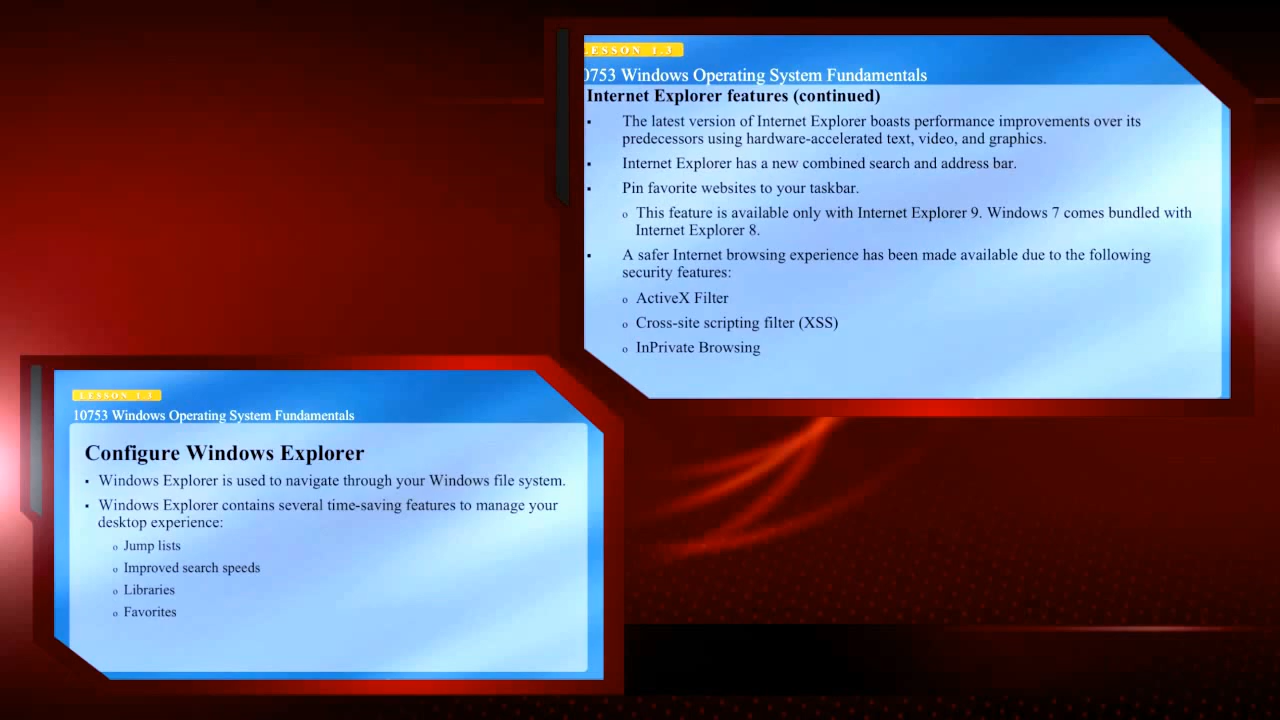 LESSON 1.3
0753 Windows Operating System Fundamentals
Internet Explorer features (continued)
▪ The latest version of Internet Explorer boasts performance improvements over its
predecessors using hardware-accelerated text, video, and graphics.
▪ Internet Explorer has a new combined search and address bar.
▪ Pin favorite websites to your taskbar.
o This feature is available only with Internet Explorer 9. Windows 7 comes bundled with
Internet Explorer 8.
▪ A safer Internet browsing experience has been made available due to the following
security features:
o ActiveX Filter
o Cross-site scripting filter (XSS)
o InPrivate Browsing
LESSON 1.3
10753 Windows Operating System Fundamentals
Configure Windows Explorer
▪ Windows Explorer is used to navigate through your Windows file system.
▪ Windows Explorer contains several time-saving features to manage your
desktop experience:
o Jump lists
o Improved search speeds
o Libraries
o Favorites